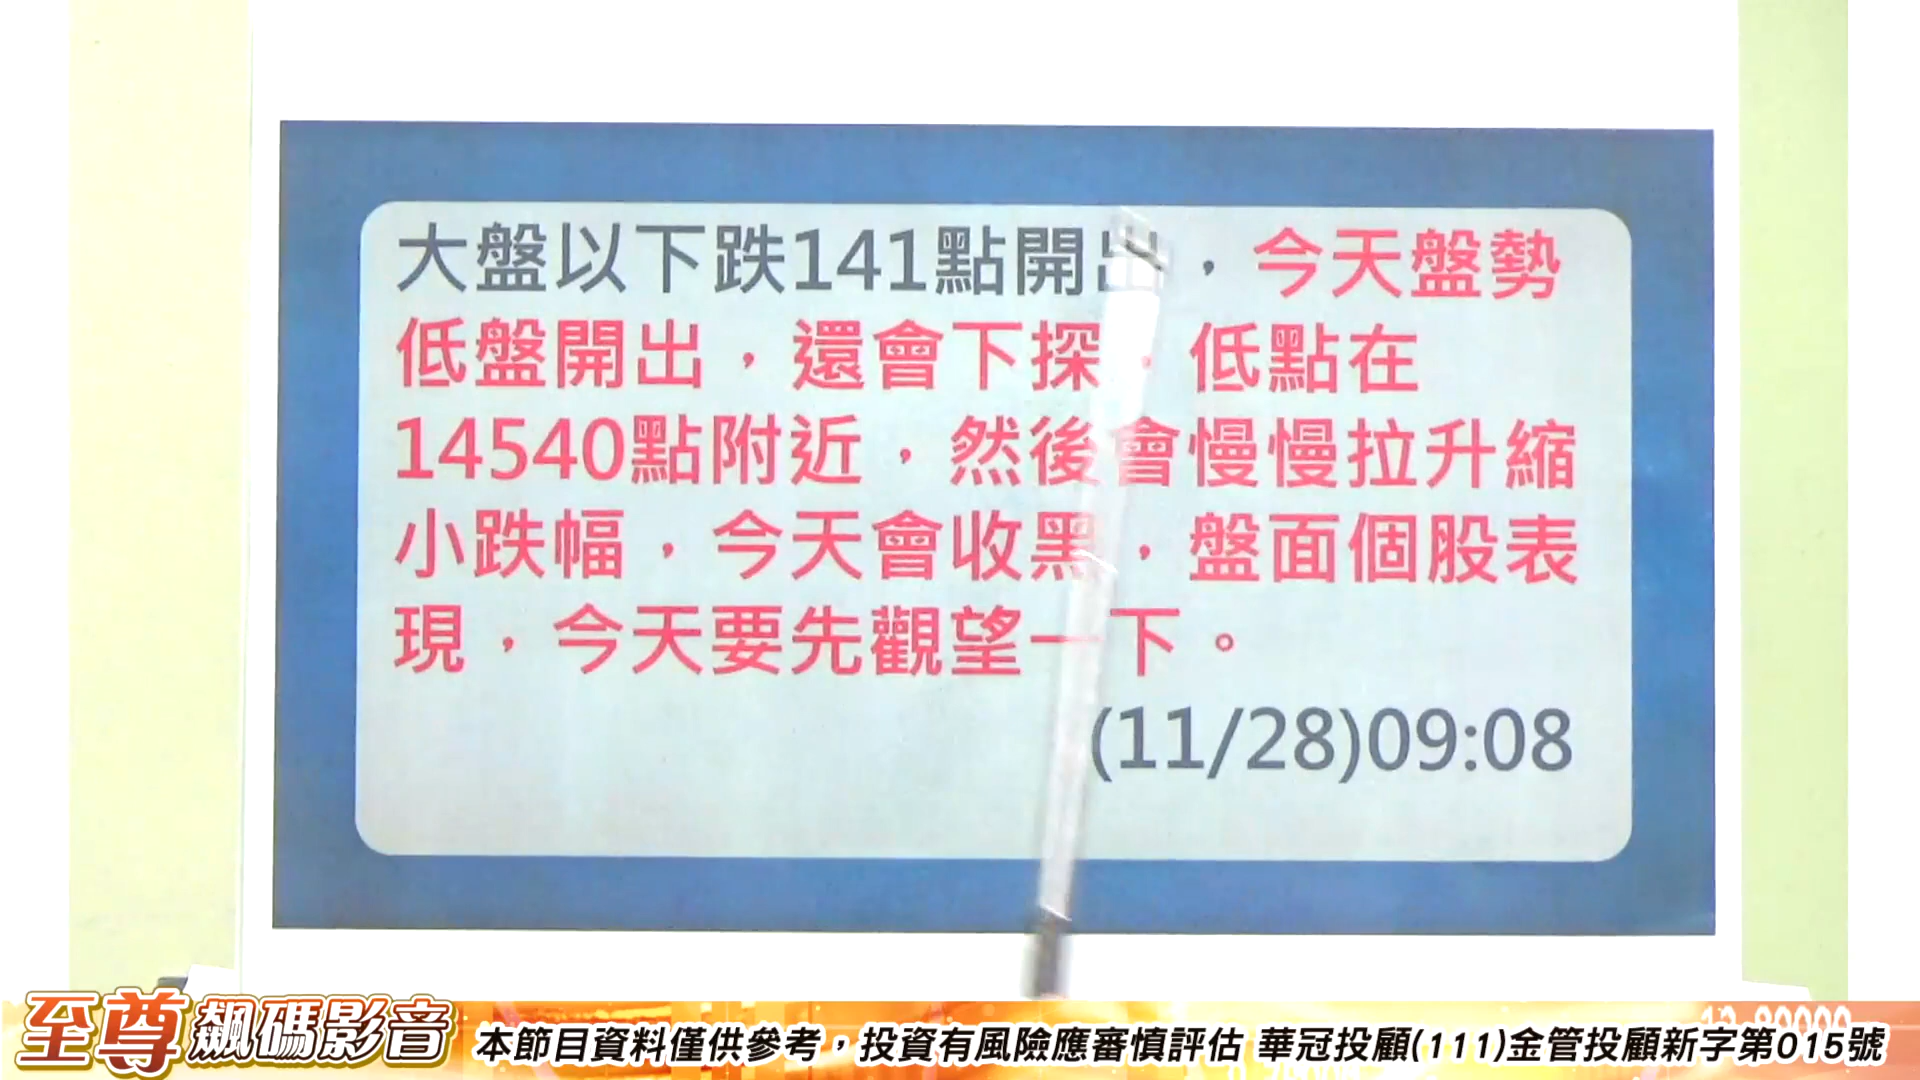 大盤以下跌141點開出，今天盤勢
低盤開出，還會下探，低點在
14540點附近，然後會慢慢拉升縮
小跌幅，今天會收黑，盤面個股表
現，今天要先觀望一下。
(11/28)09:08
至尊飆碼影音 本節目資料僅供參考，投資有風險應審慎評估 華冠投顧(111)金管投顧新字第015號